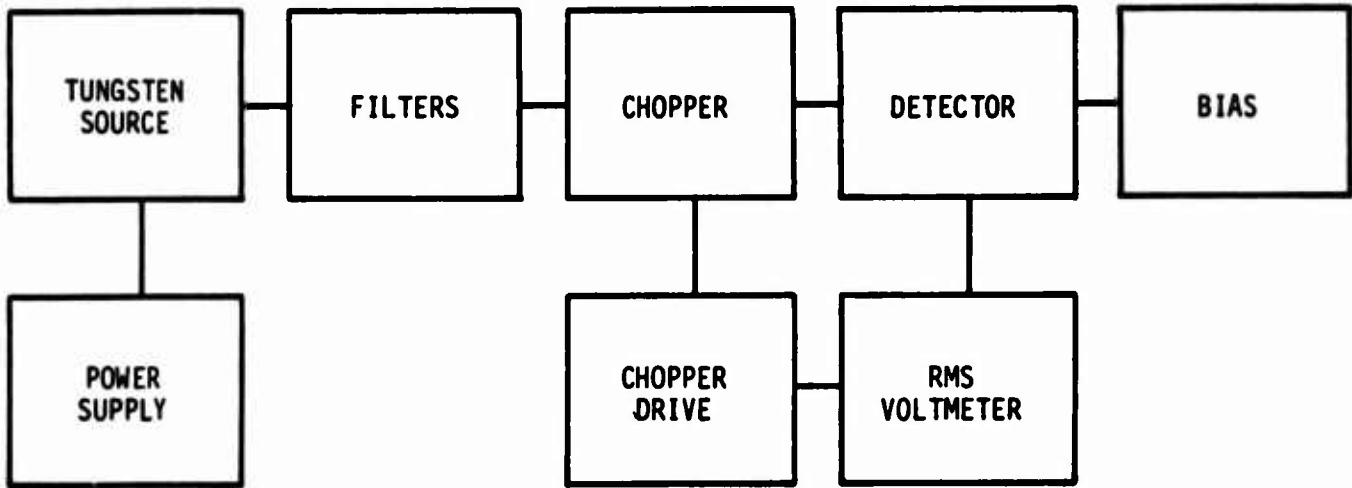 TUNGSTEN
SOURCE
FILTERS
CHOPPER
DETECTOR
BIAS
POWER
SUPPLY
CHOPPER
DRIVE
RMS
VOLTMETER